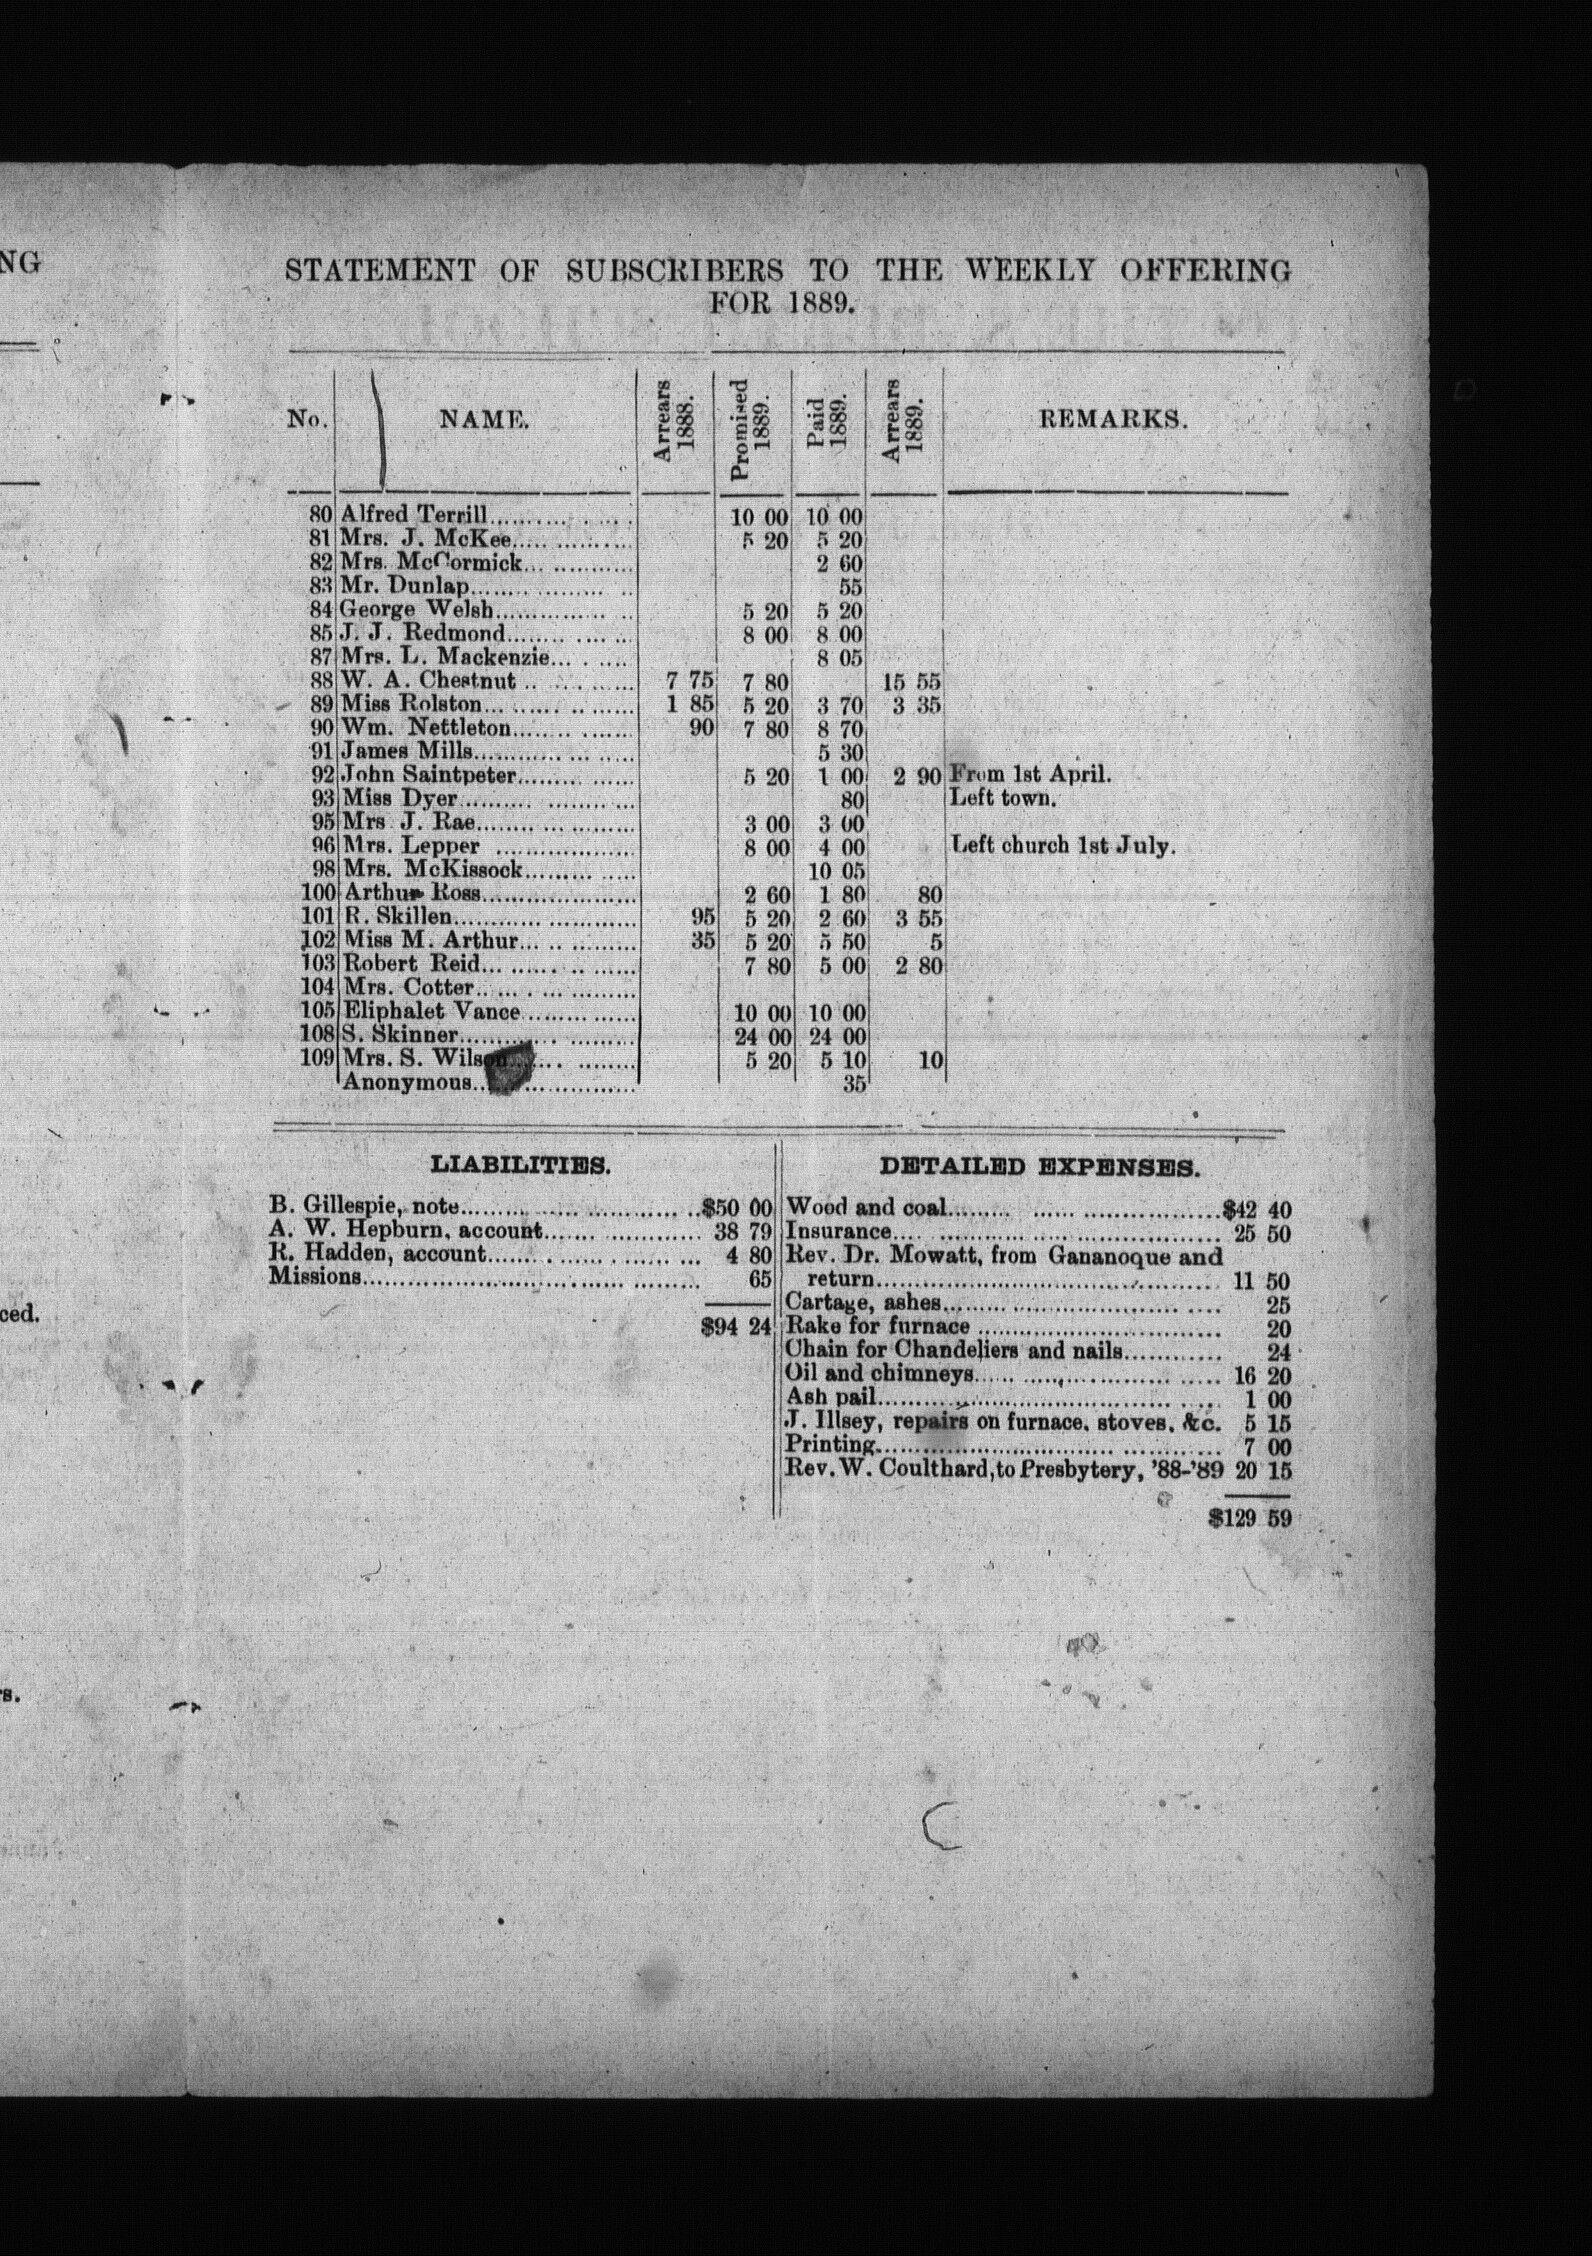 NG
ced.
rs.
STATEMENT OF SUBSCRIBERS TO THE WEEKLY OFFERING
FOR 1889.
No. NAME. Arrears 1888. Promised 1889. Paid 1889. Arrears 1889. REMARKS.
80 Alfred Terrill 10 00 10 00
81 Mrs. J. McKee 5 20 5 20
82 Mrs. McCormick 2 60
83 Mr. Dunlap 55
84 George Welsh 5 20 5 20
85 J. J. Redmond 8 00 8 00
87 Mrs. L. Mackenzie 8 05
88 W. A. Chestnut 7 75 7 80 15 55
89 Miss Rolston 1 85 5 20 3 70 3 35
90 Wm. Nettleton 90 7 80 8 70
91 James Mills 5 30
92 John Saintpeter 5 20 1 00 2 90 From 1st April.
93 Miss Dyer 80 Left town.
95 Mrs J. Rae 3 00 3 00
96 Mrs. Lepper 8 00 4 00 Left church 1st July.
98 Mrs. McKissock 10 05
100 Arthur Ross 2 60 1 80 80
101 R. Skillen 95 5 20 2 60 3 55
102 Miss M. Arthur 35 5 20 5 50 5
103 Robert Reid 7 80 5 00 2 80
104 Mrs. Cotter
105 Eliphalet Vance 10 00 10 00
108 S. Skinner 24 00 24 00
109 Mrs. S. Wilson 5 20 5 10 10
Anonymous 35
LIABILITIES.
B. Gillespie, note $50 00
A. W. Hepburn, account 38 79
R. Hadden, account 4 80
Missions 65
$94 24
DETAILED EXPENSES.
Wood and coal $42 40
Insurance 25 50
Rev. Dr. Mowatt, from Gananoque and
return 11 50
Cartage, ashes 25
Rake for furnace 20
Chain for Chandeliers and nails 24
Oil and chimneys 16 20
Ash pail 1 00
J. Illsey, repairs on furnace, stoves, &c. 5 15
Printing 7 00
Rev. W. Coulthard, to Presbytery, '88-'89 20 15
$129 59